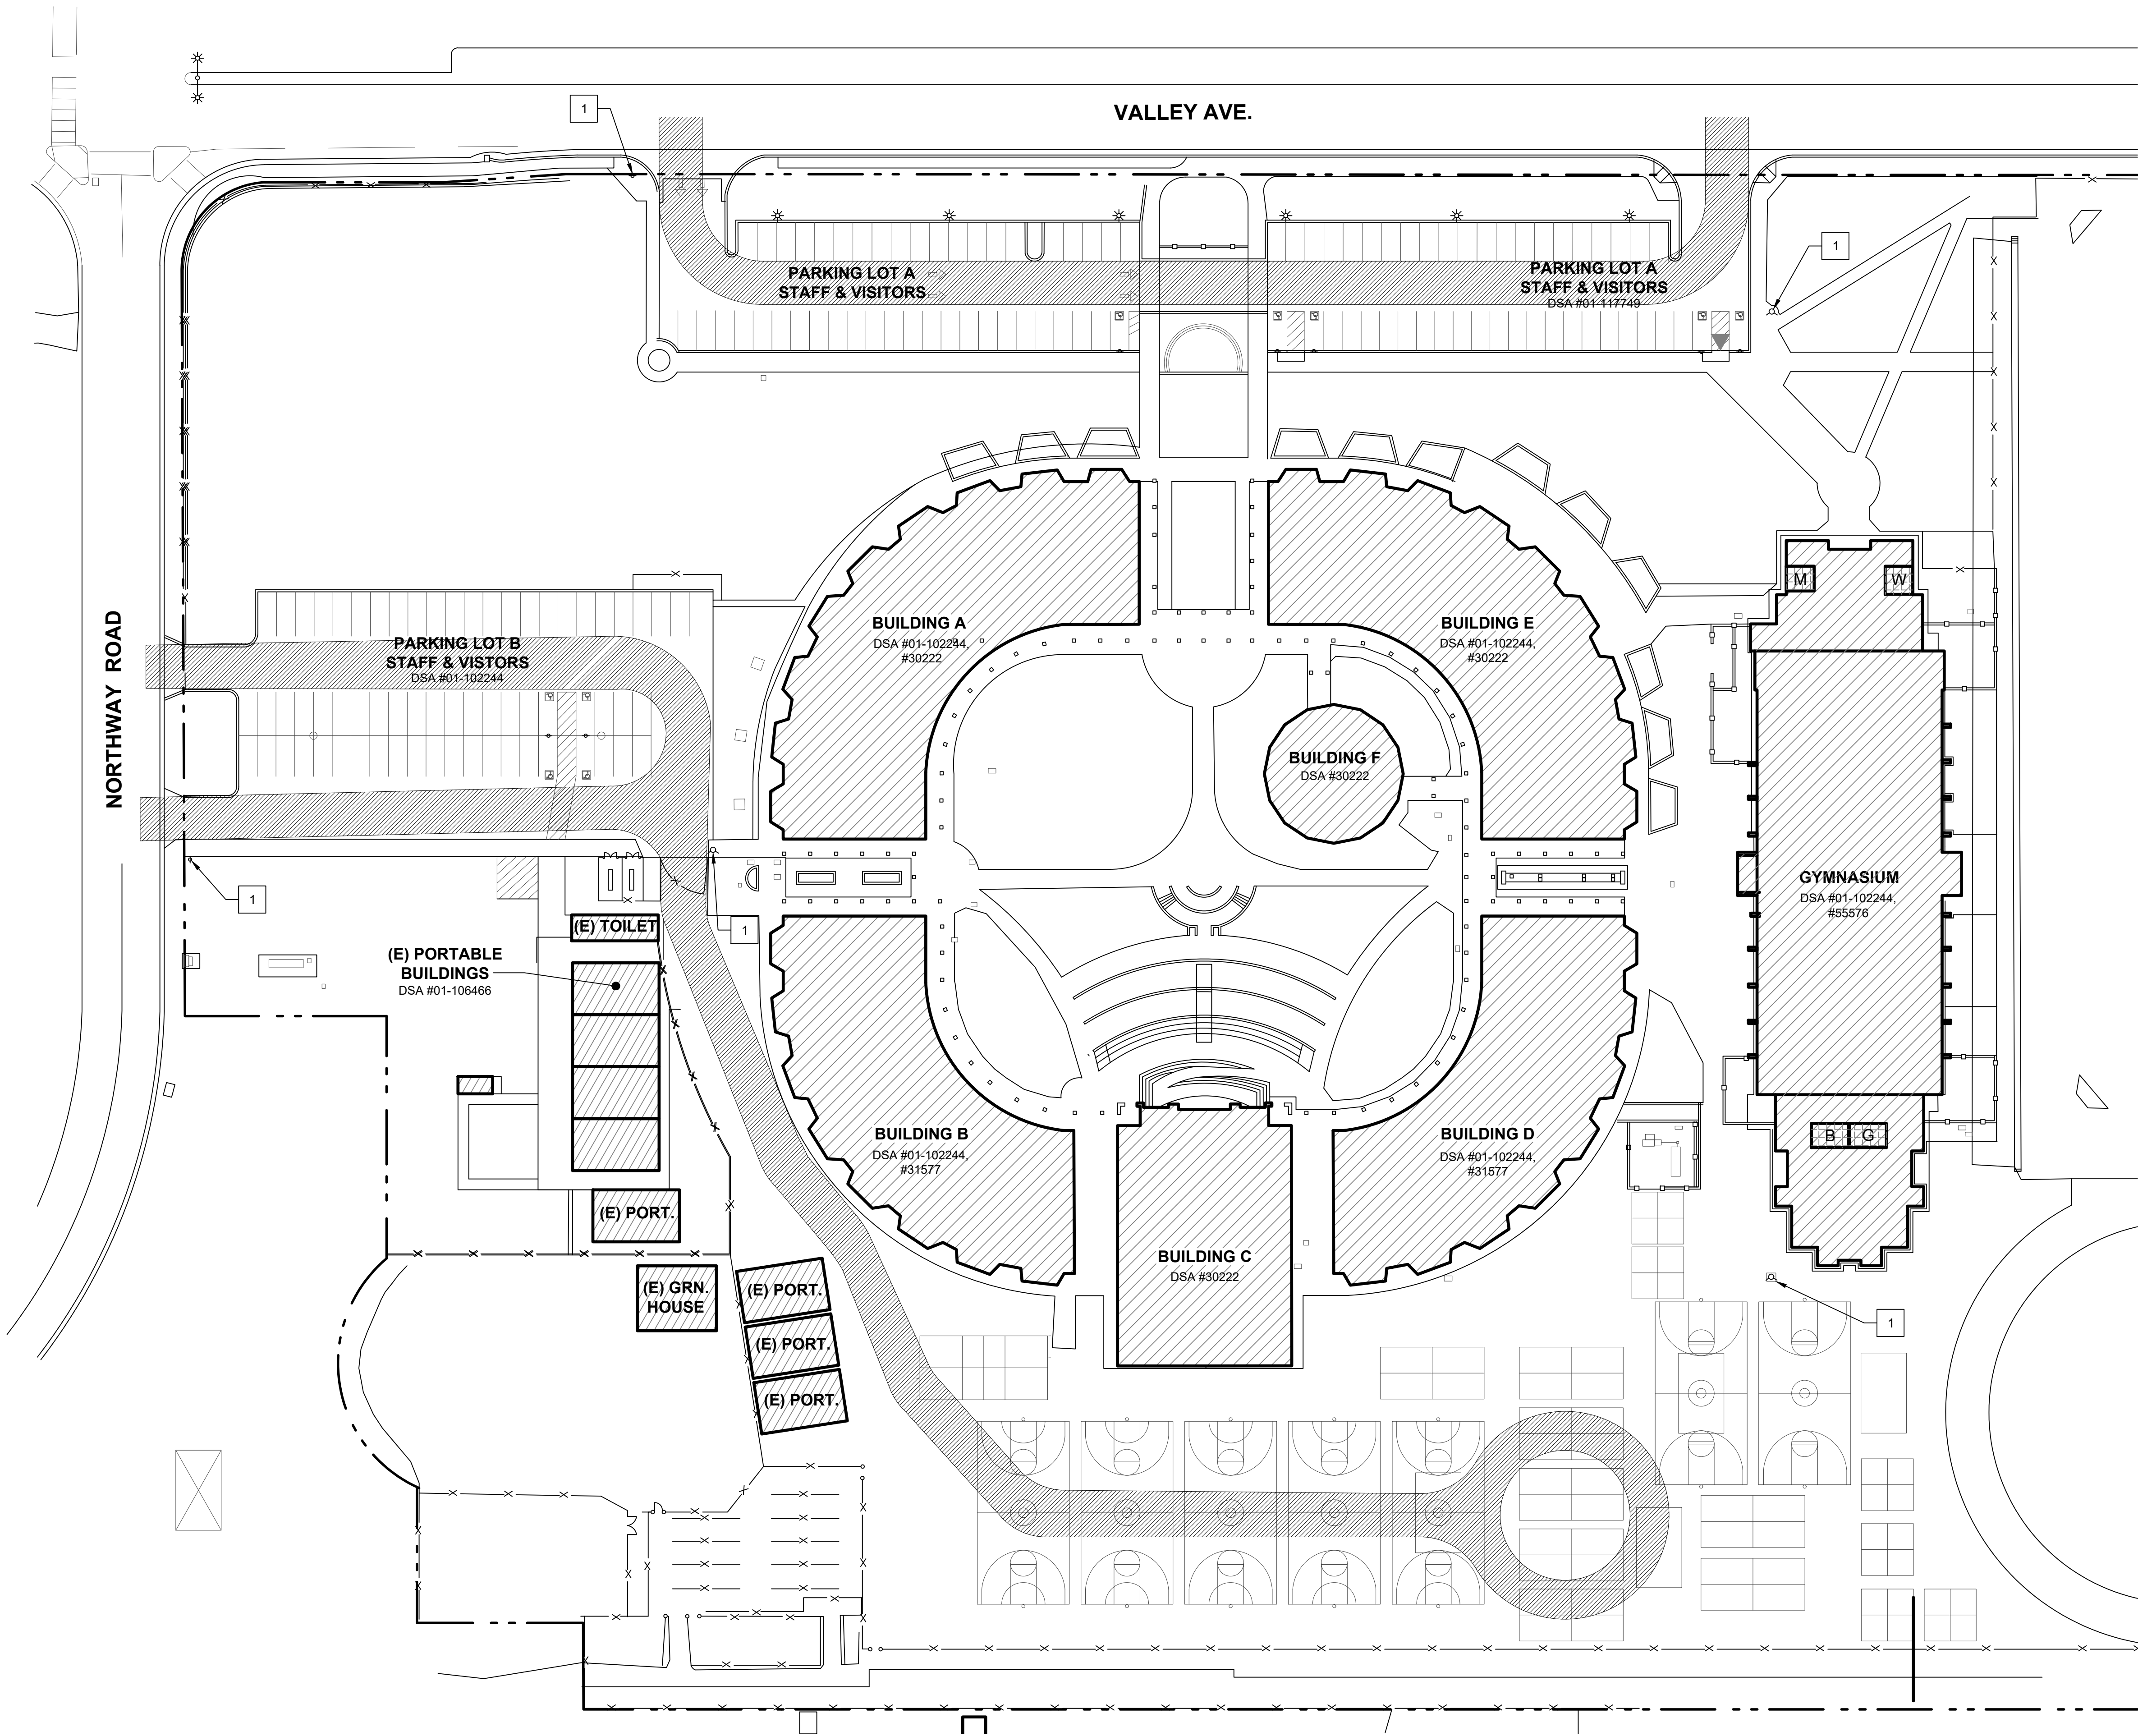 1
VALLEY AVE.
1
PARKING LOT A
STAFF & VISITORS
PARKING LOT A
STAFF & VISITORS
DSA #01-117749
NORTHWAY ROAD
PARKING LOT B
STAFF & VISTORS
DSA #01-102244
BUILDING A
DSA #01-102244,
#30222
BUILDING E
DSA #01-102244,
#30222
M
W
BUILDING F
DSA #30222
GYMNASIUM
DSA #01-102244,
#55576
1
1
(E) TOILET
(E) PORTABLE
BUILDINGS
DSA #01-106466
BUILDING B
DSA #01-102244,
#31577
BUILDING D
DSA #01-102244,
#31577
B
G
(E) PORT.
BUILDING C
DSA #30222
(E) GRN.
HOUSE
(E) PORT.
(E) PORT.
(E) PORT.
1